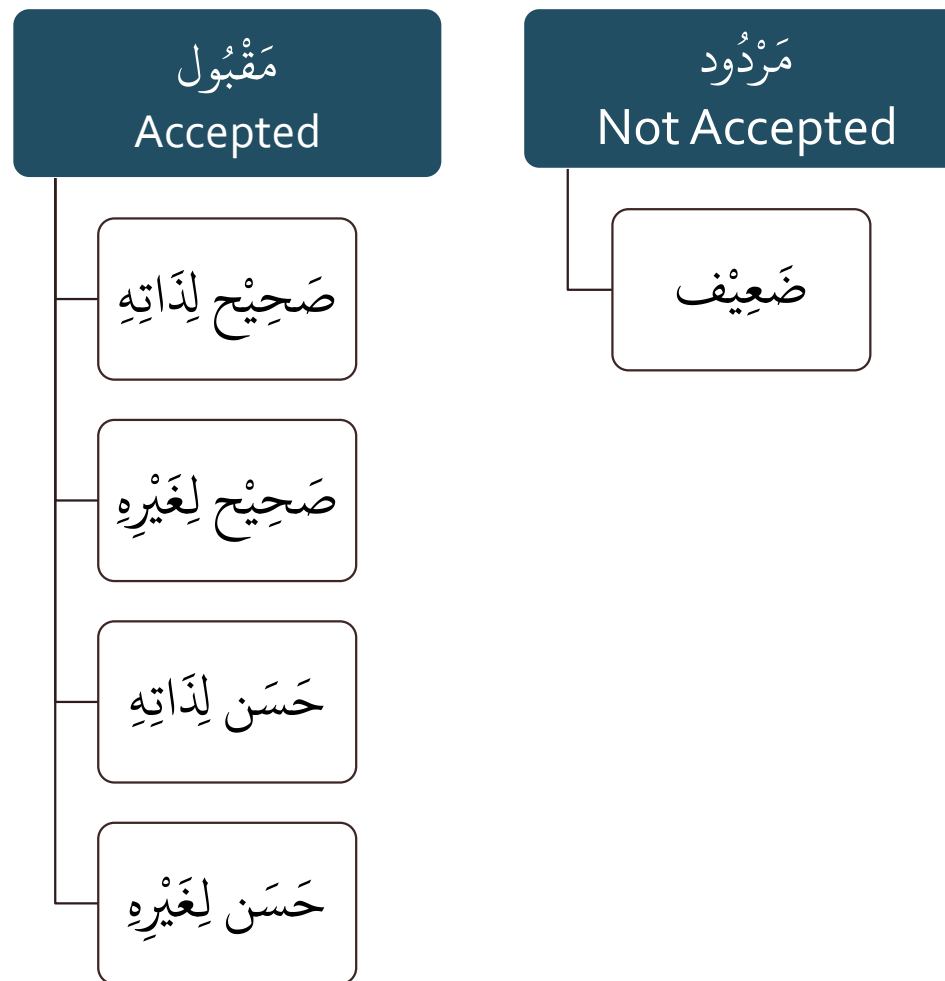 مَقْبُول
Accepted
صَحِيْح لِذَاتِهِ
صَحِيْح لِغَيْرِهِ
حَسَن لِذَاتِهِ
حَسَن لِغَيْرِهِ
مَرْدُود
Not Accepted
ضَعِيْف